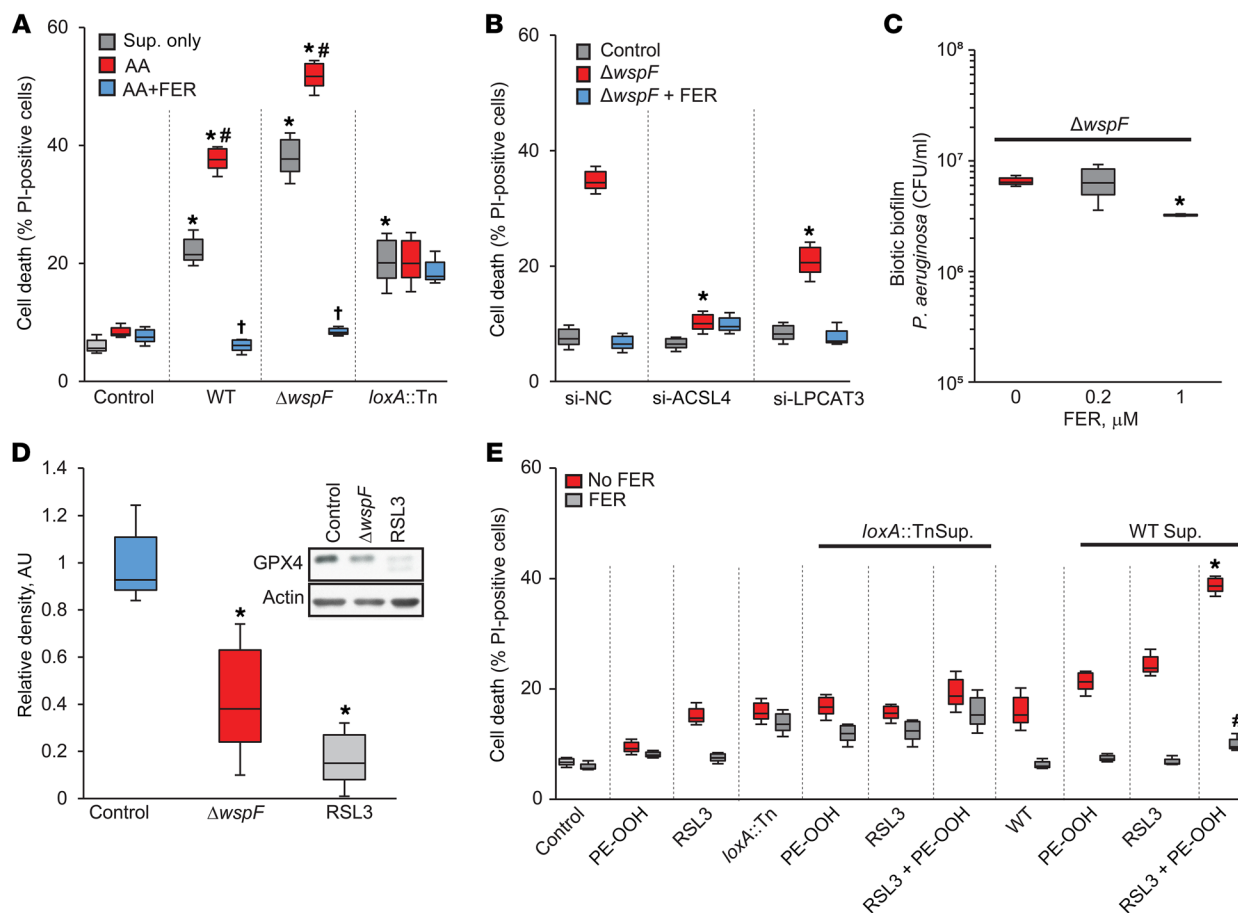 A
Cell death (% PI-positive cells)
60
40
20
0
Sup. only
AA
AA+FER
*
*#
†
*
*#
†
*
Control
WT
ΔwspF
loxA::Tn
B
Cell death (% PI-positive cells)
60
40
20
0
Control
ΔwspF
ΔwspF + FER
*
*
si-NC
si-ACSL4
si-LPCAT3
C
Biotic biofilm
P. aeruginosa (CFU/ml)
10⁸
10⁷
10⁶
10⁵
ΔwspF
*
0
0.2
1
FER, μM
D
Relative density, AU
1.4
1.2
1
0.8
0.6
0.4
0.2
0
Control
ΔwspF
RSL3
GPX4
Actin
*
*
Control
ΔwspF
RSL3
E
Cell death (% PI-positive cells)
60
40
20
0
No FER
FER
loxA::TnSup.
WT Sup.
*
#
Control
PE-OOH
RSL3
loxA::Tn
PE-OOH
RSL3
RSL3 + PE-OOH
WT
PE-OOH
RSL3
RSL3 + PE-OOH